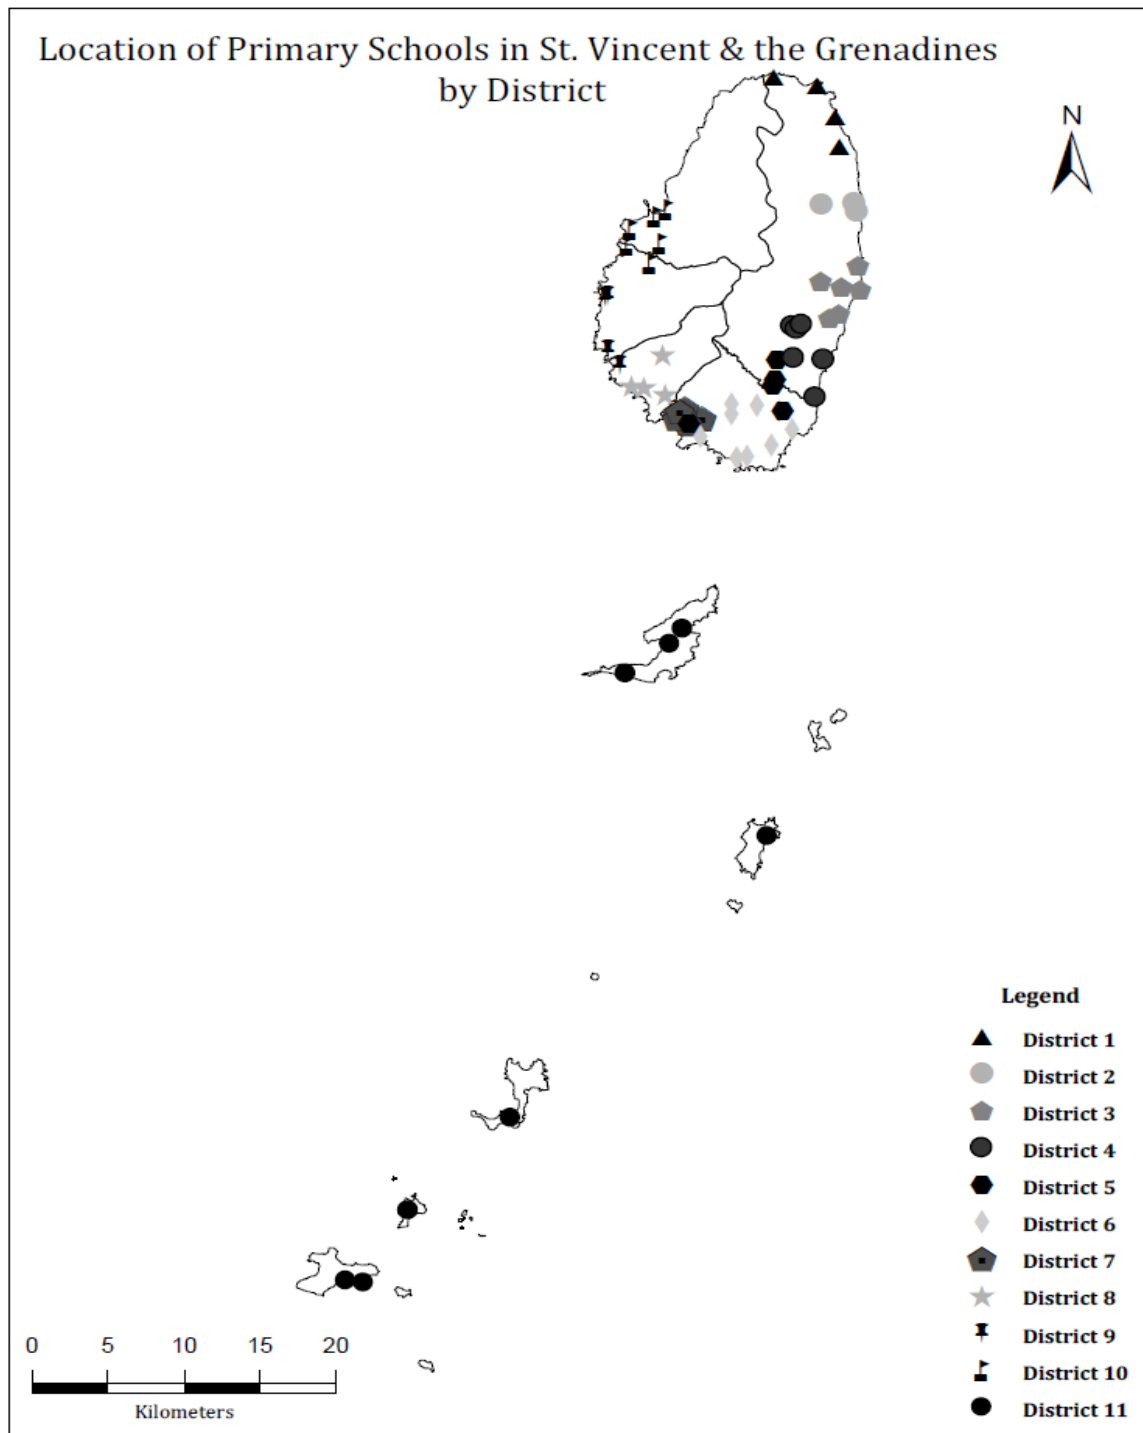 Location of Primary Schools in St. Vincent & the Grenadines
by District
N
Legend
District 1
District 2
District 3
District 4
District 5
District 6
District 7
District 8
District 9
District 10
District 11
0 5 10 15 20
Kilometers